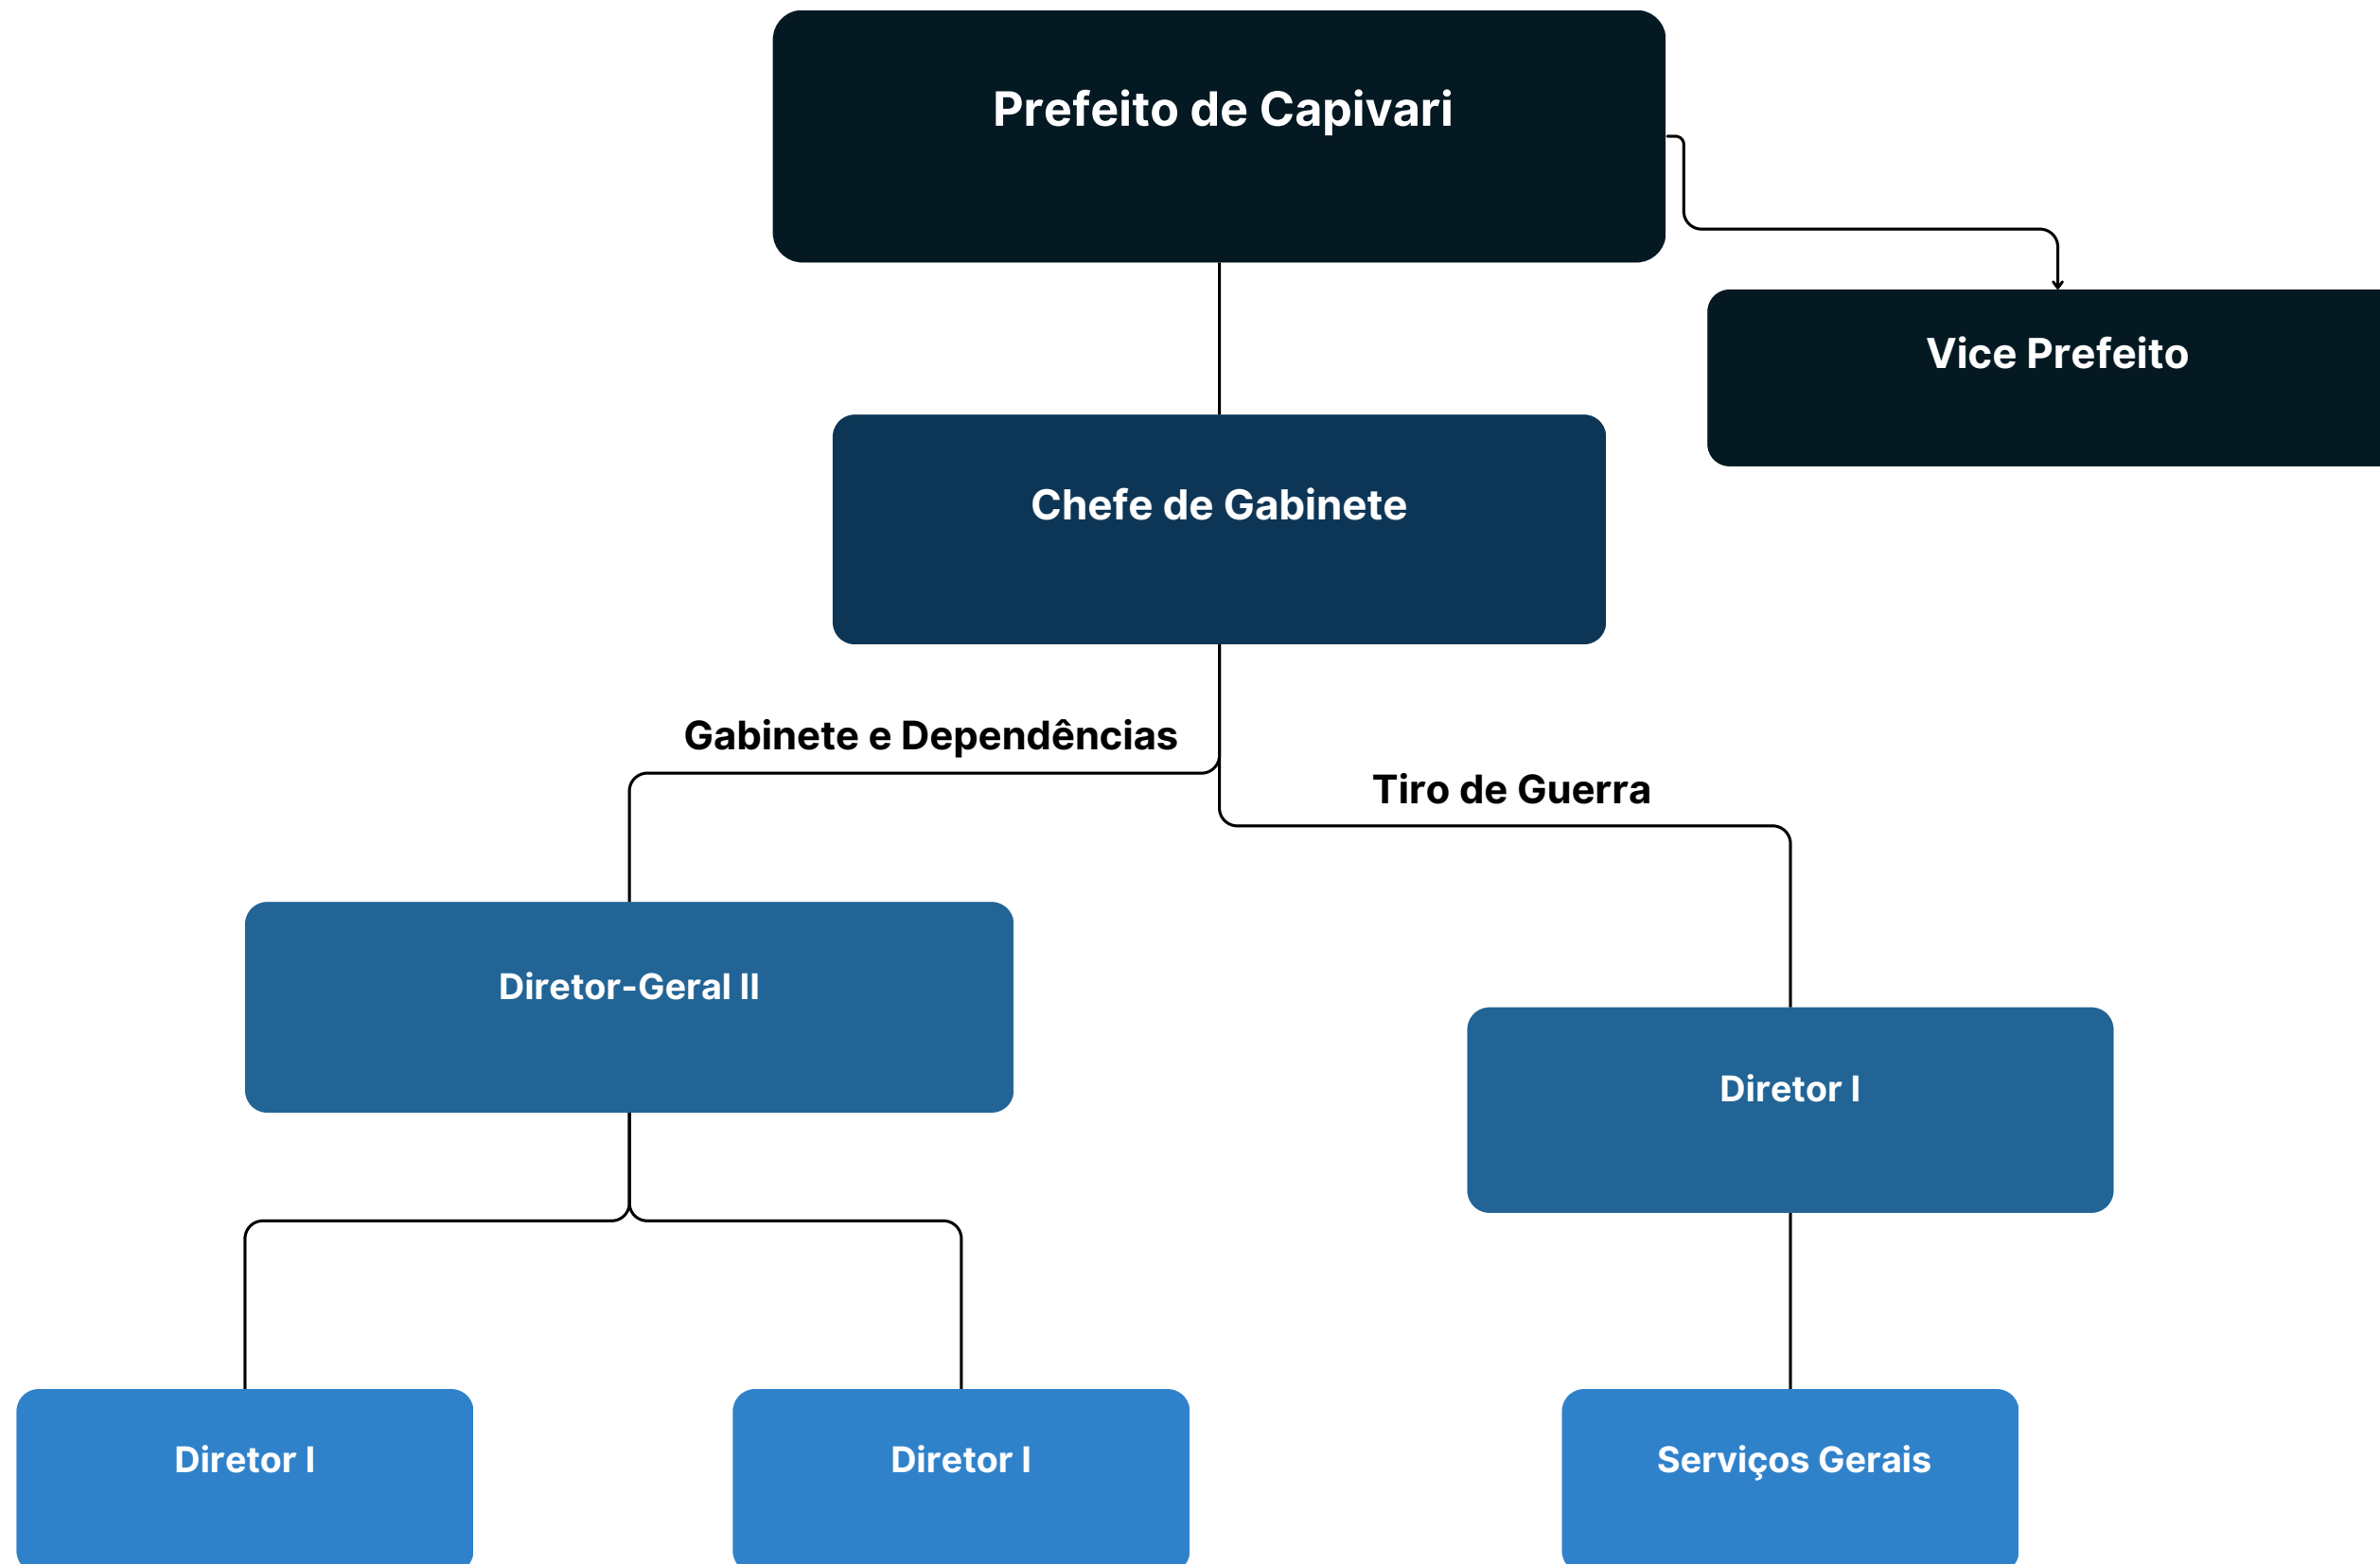 Prefeito de Capivari
Vice Prefeito
Chefe de Gabinete
Gabinete e Dependências
Tiro de Guerra
Diretor-Geral II
Diretor I
Diretor I
Diretor I
Serviços Gerais